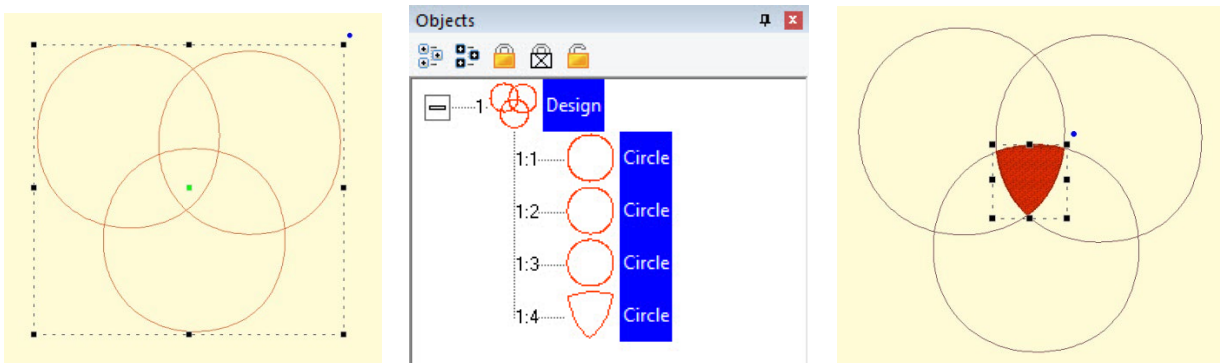 Objects
1 Design
1:1 Circle
1:2 Circle
1:3 Circle
1:4 Circle